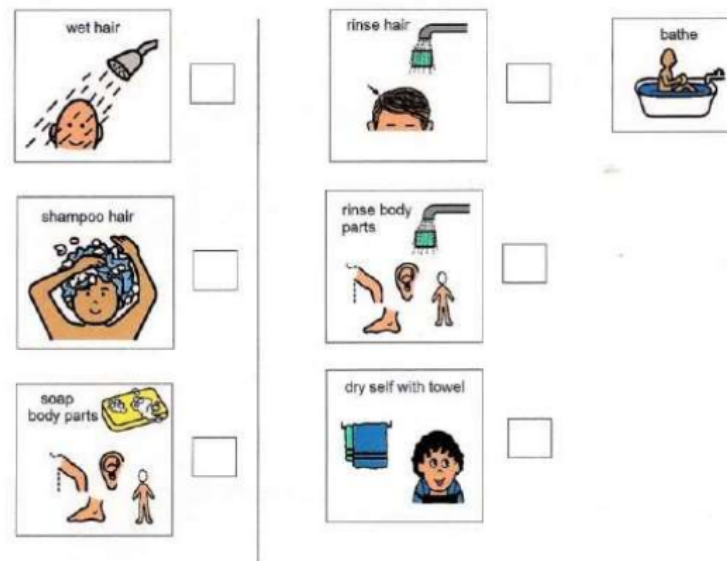 wet hair
shampoo hair
soap
body parts
rinse hair
rinse body
parts
dry self with towel
bathe